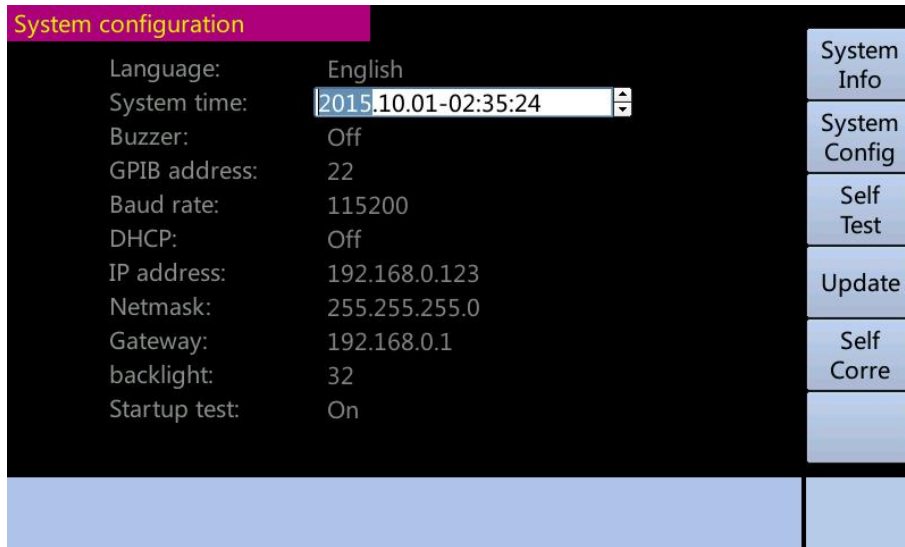 System configuration
Language: English
System time: 2015.10.01-02:35:24
Buzzer: Off
GPIB address: 22
Baud rate: 115200
DHCP: Off
IP address: 192.168.0.123
Netmask: 255.255.255.0
Gateway: 192.168.0.1
backlight: 32
Startup test: On
System
Info
System
Config
Self
Test
Update
Self
Corre